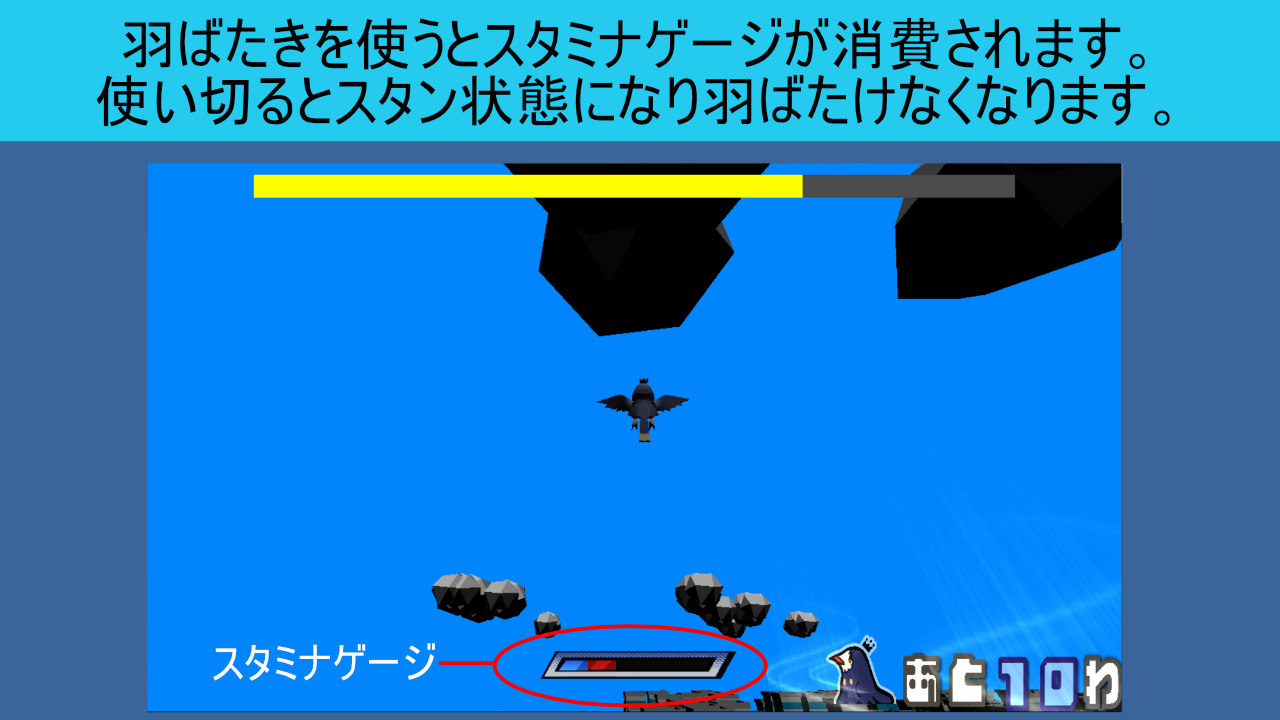 羽ばたきを使うとスタミナゲージが消費されます。
使い切るとスタン状態になり羽ばたけなくなります。
スタミナゲージ
あと10わ